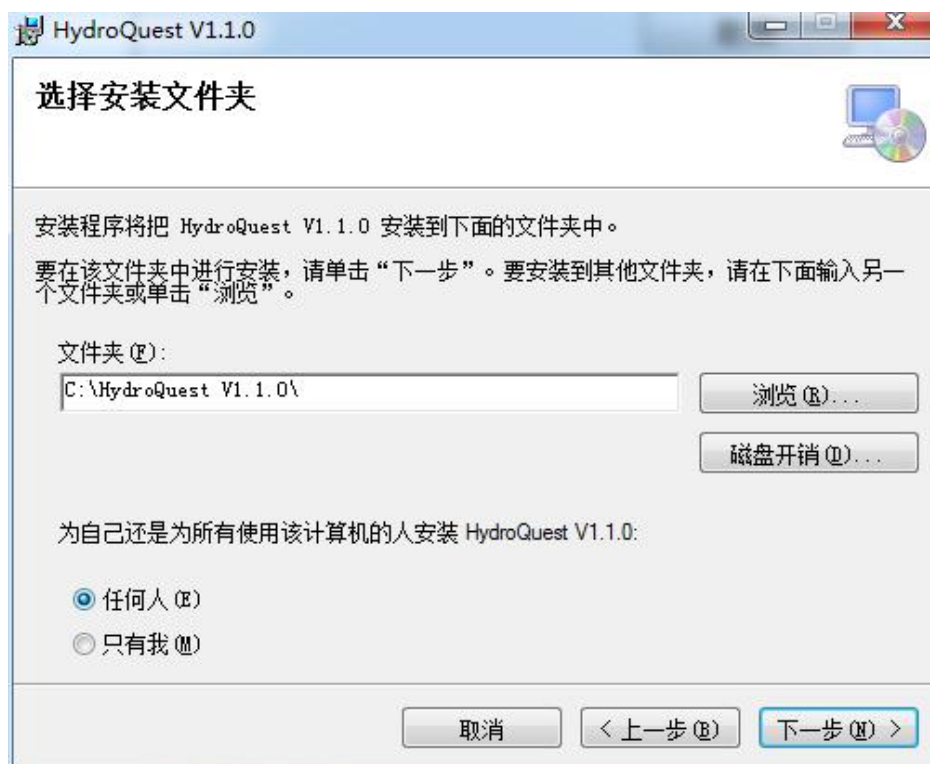 HydroQuest V1.1.0
选择安装文件夹
安装程序将把 HydroQuest V1.1.0 安装到下面的文件夹中。
要在该文件夹中进行安装，请单击“下一步”。要安装到其他文件夹，请在下面输入另一
个文件夹或单击“浏览”。
文件夹(F):
C:\HydroQuest V1.1.0\
浏览(R)...
磁盘开销(D)...
为自己还是为所有使用该计算机的人安装 HydroQuest V1.1.0:
任何人(E)
只有我(M)
取消
< 上一步(B)
下一步(N) >